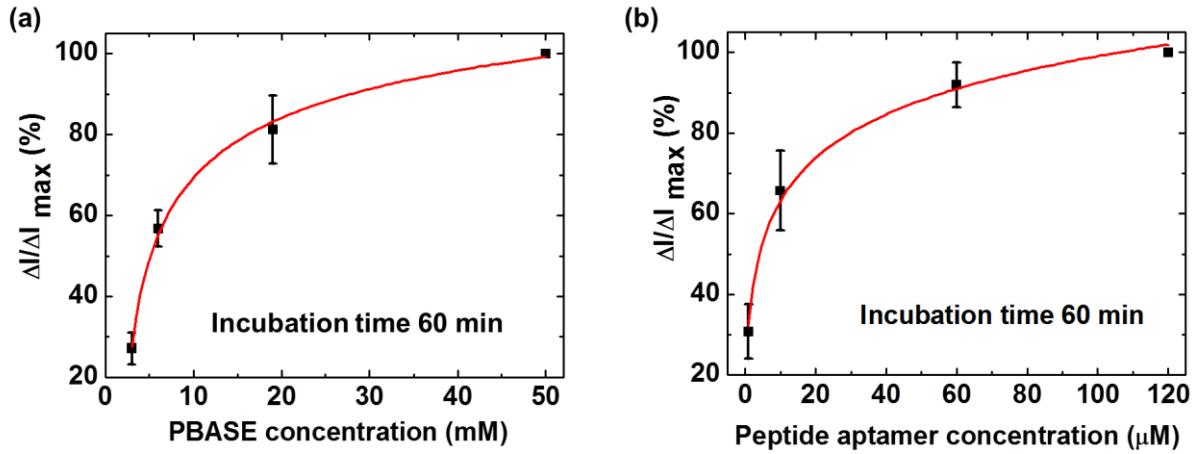 (a)
100
80
60
40
20
ΔI/ΔI max (%)
Incubation time 60 min
0 10 20 30 40 50
PBASE concentration (mM)
(b)
100
80
60
40
20
ΔI/ΔI max (%)
Incubation time 60 min
0 20 40 60 80 100 120
Peptide aptamer concentration (μM)